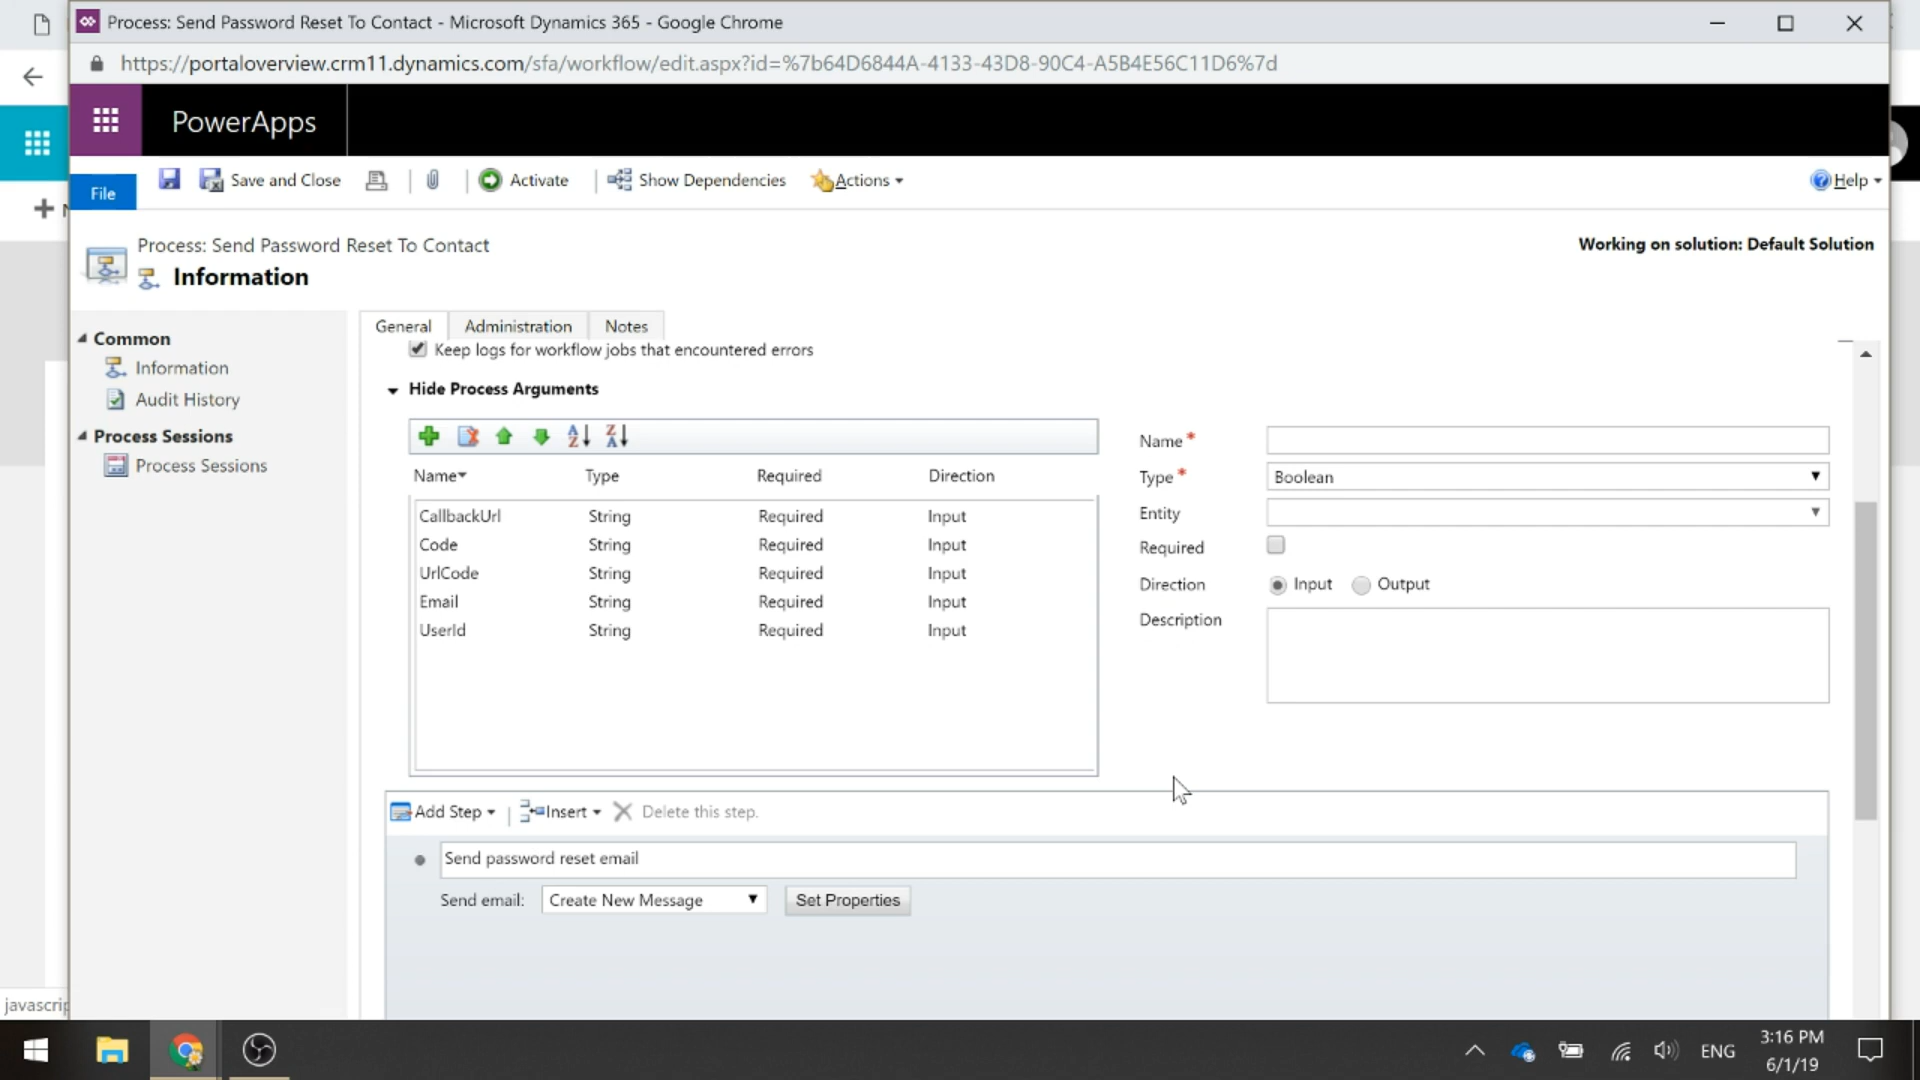 Process: Send Password Reset To Contact - Microsoft Dynamics 365 - Google Chrome
https://portaloverview.crm11.dynamics.com/sfa/workflow/edit.aspx?id=%7b64D6844A-4133-43D8-90C4-A5B4E56C11D6%7d
PowerApps
File
Save and Close
Activate
Show Dependencies
Actions
Help
Process: Send Password Reset To Contact
Information
Working on solution: Default Solution
Common
Information
Audit History
Process Sessions
Process Sessions
General Administration Notes
Keep logs for workflow jobs that encountered errors
Hide Process Arguments
Name Type Required Direction
CallbackUrl String Required Input
Code String Required Input
UrlCode String Required Input
Email String Required Input
UserId String Required Input
Name *
Type * Boolean
Entity
Required
Direction Input Output
Description
Add Step Insert Delete this step.
Send password reset email
Send email: Create New Message Set Properties
javascrip
ENG
3:16 PM
6/1/19